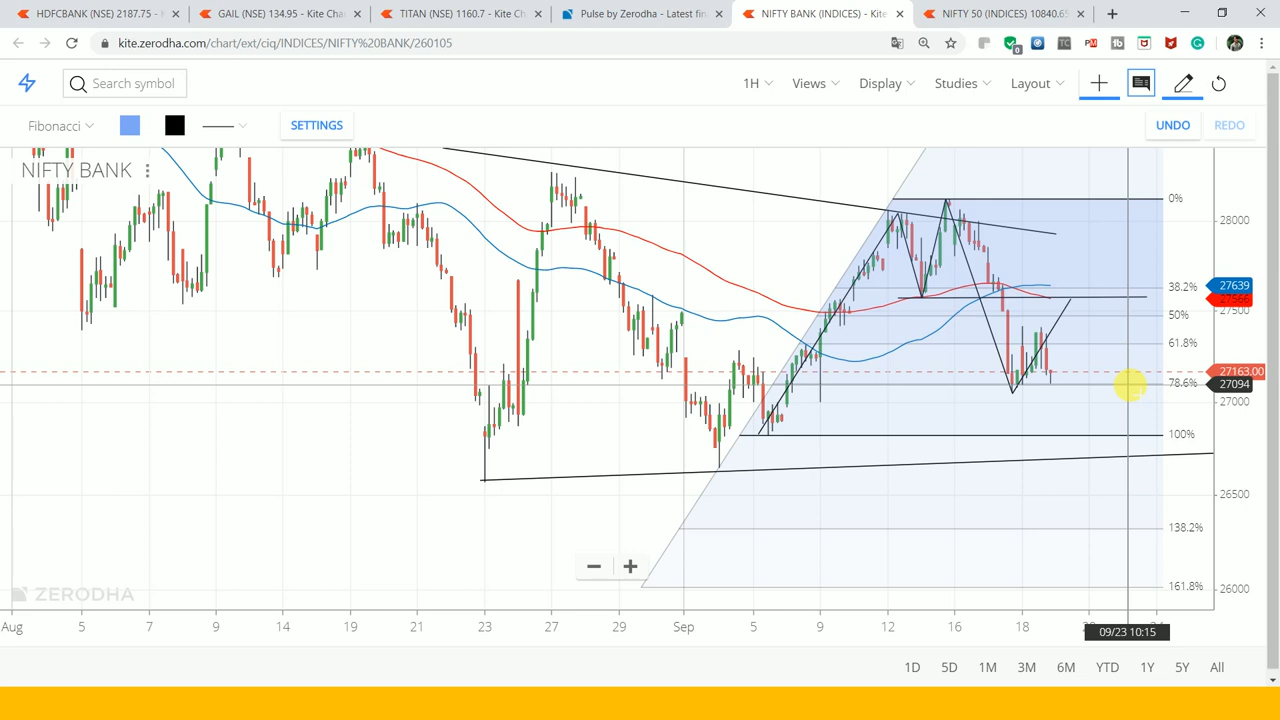 HDFCBANK (NSE) 2187.75 - Kite
GAIL (NSE) 134.95 - Kite Cha
TITAN (NSE) 1160.7 - Kite Ch
Pulse by Zerodha - Latest fin
NIFTY BANK (INDICES) - Kite
NIFTY 50 (INDICES) 10840.65
kite.zerodha.com/chart/ext/ciq/INDICES/NIFTY%20BANK/260105
Search symbol
1H
Views
Display
Studies
Layout
Fibonacci
SETTINGS
UNDO
REDO
NIFTY BANK
0%
28000
38.2%
27639
27566
27500
50%
61.8%
27163.00
78.6%
27094
27000
100%
26500
138.2%
161.8%
26000
ZERODHA
Aug
5
7
9
14
19
21
23
27
29
Sep
5
9
12
16
18
09/23 10:15
1D
5D
1M
3M
6M
YTD
1Y
5Y
All